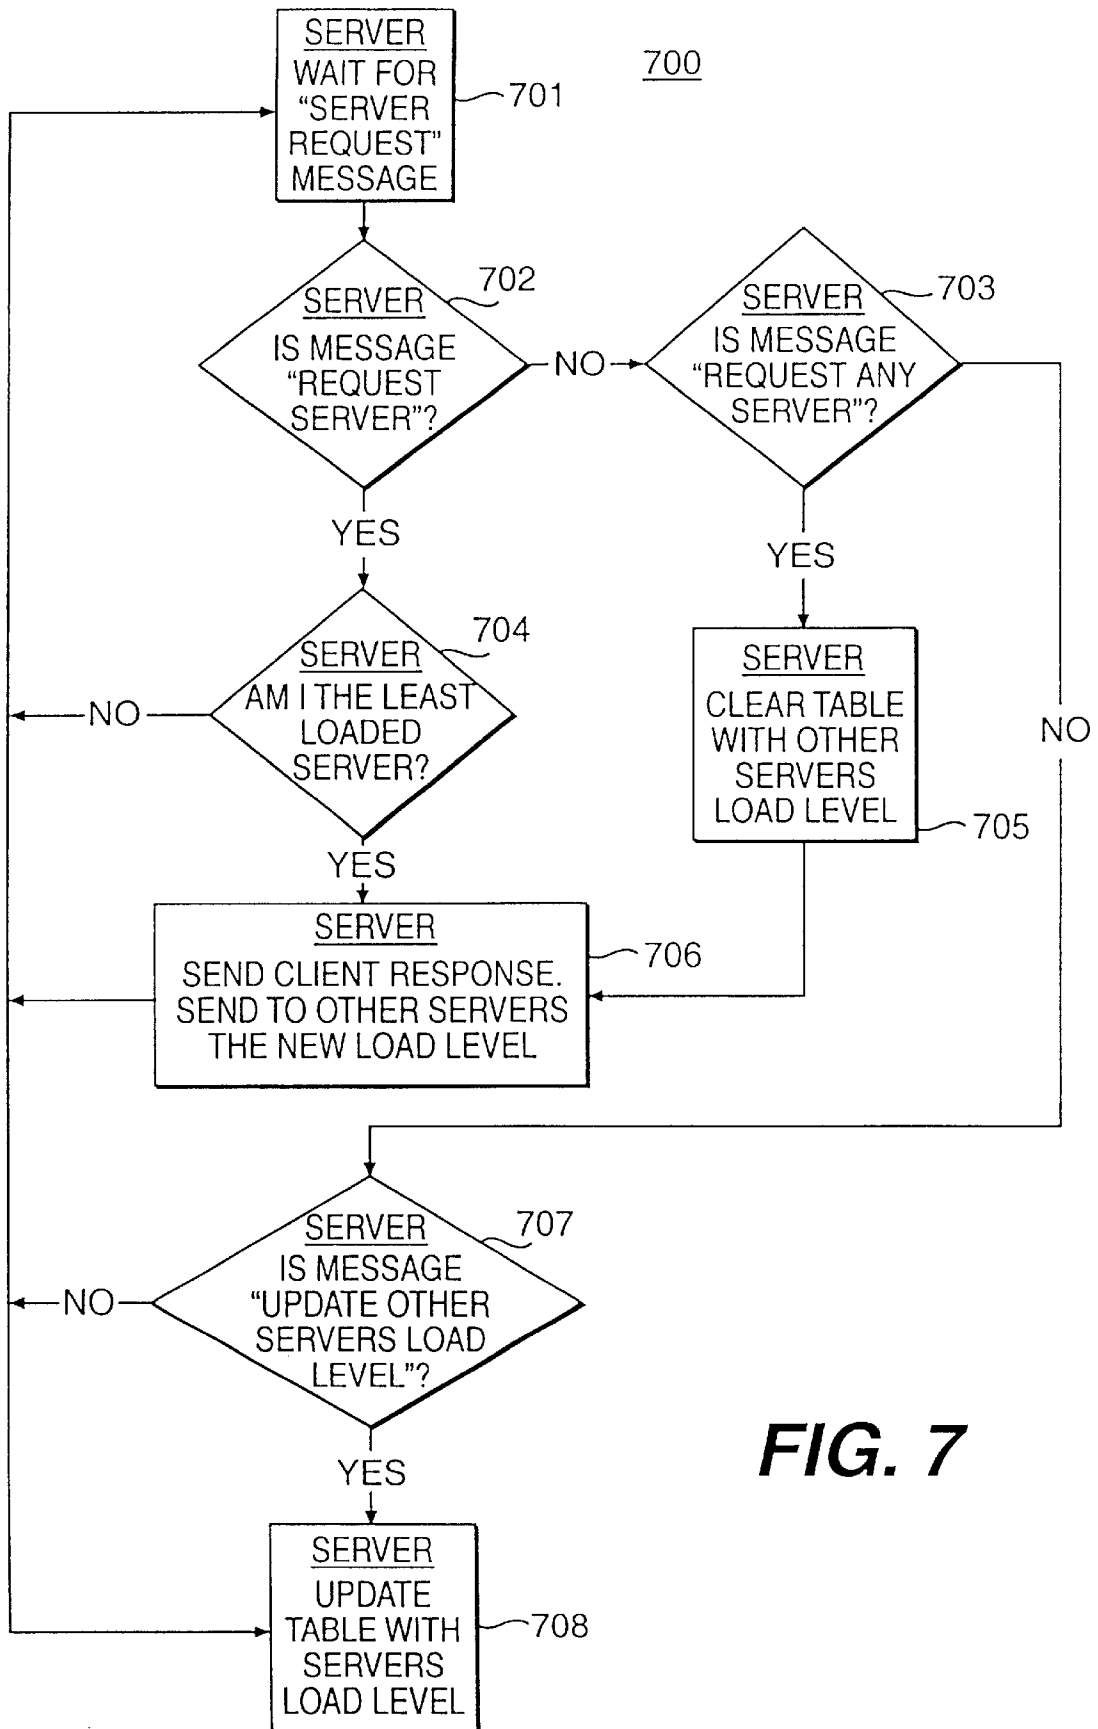 SERVER
WAIT FOR
“SERVER
REQUEST”
MESSAGE
701
700
SERVER
IS MESSAGE
“REQUEST
SERVER”?
702
NO
SERVER
IS MESSAGE
“REQUEST ANY
SERVER”?
703
YES
YES
NO
SERVER
AM I THE LEAST
LOADED
SERVER?
704
NO
YES
SERVER
CLEAR TABLE
WITH OTHER
SERVERS
LOAD LEVEL
705
SERVER
SEND CLIENT RESPONSE.
SEND TO OTHER SERVERS
THE NEW LOAD LEVEL
706
SERVER
IS MESSAGE
“UPDATE OTHER
SERVERS LOAD
LEVEL”?
707
NO
YES
SERVER
UPDATE
TABLE WITH
SERVERS
LOAD LEVEL
708
FIG. 7